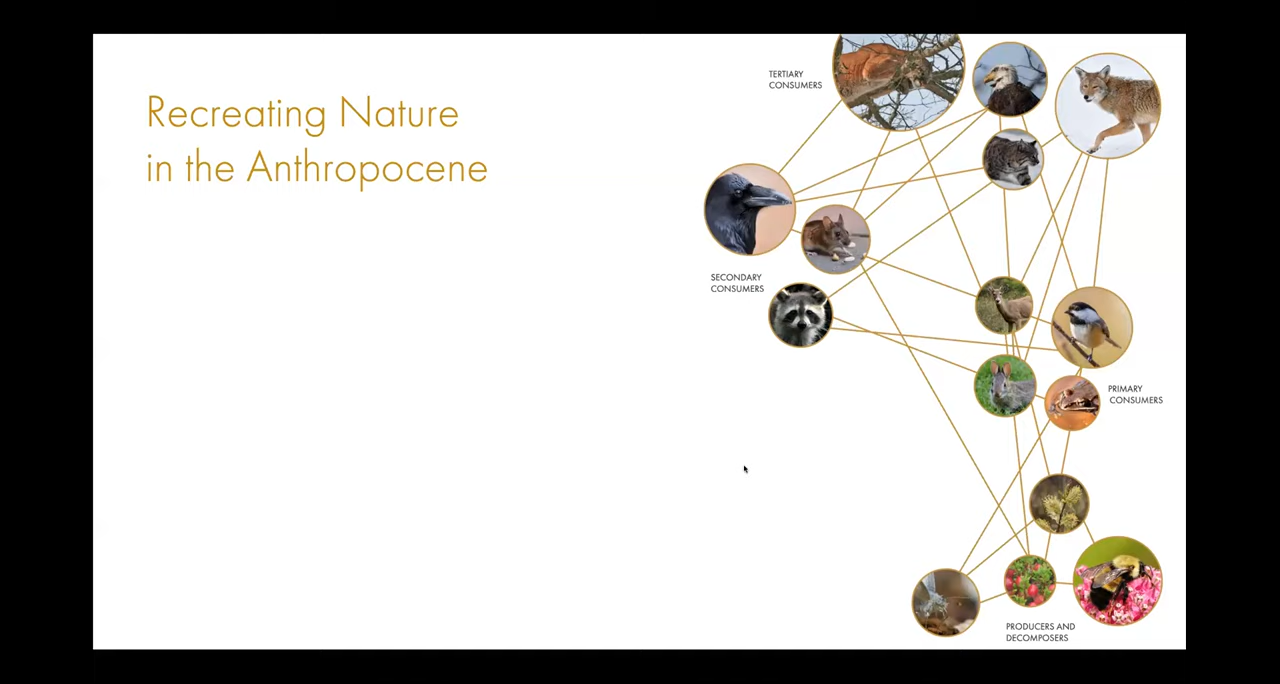 Recreating Nature
in the Anthropocene
TERTIARY
CONSUMERS
SECONDARY
CONSUMERS
PRIMARY
CONSUMERS
PRODUCERS AND
DECOMPOSERS